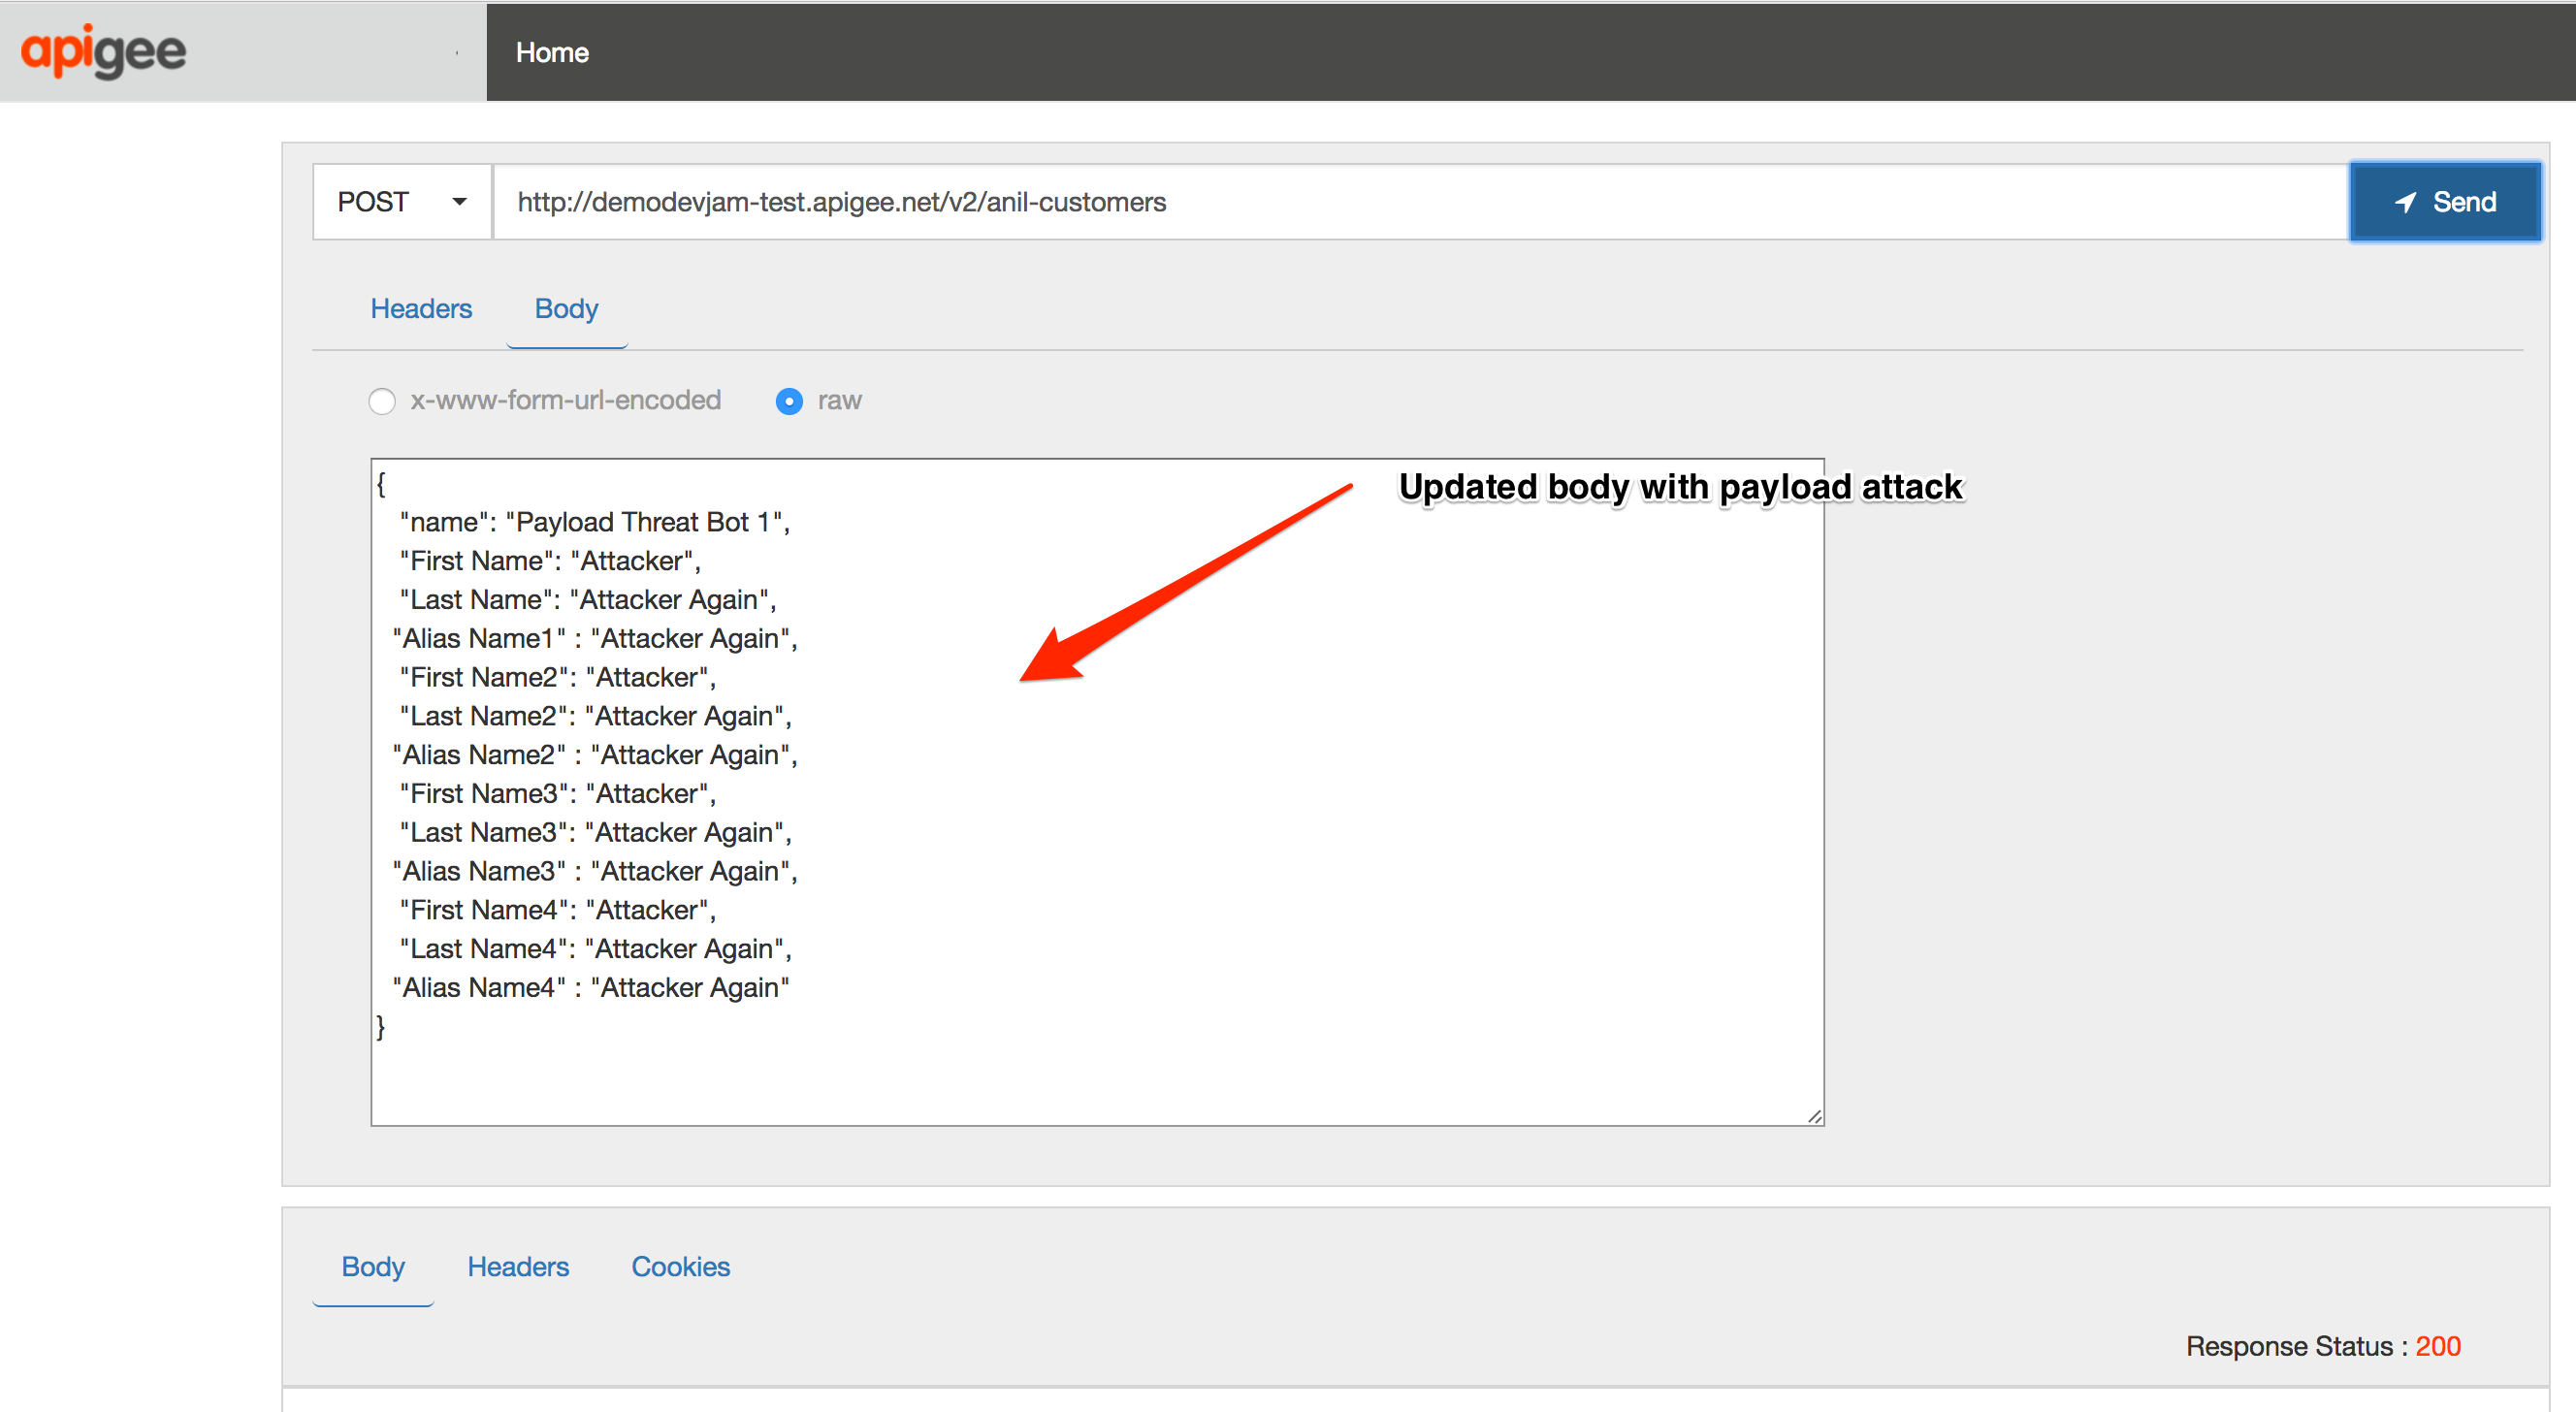 apigee
Home
POST
http://demodevjam-test.apigee.net/v2/anil-customers
Send
Headers
Body
x-www-form-url-encoded
raw
Updated body with payload attack
{
"name": "Payload Threat Bot 1",
"First Name": "Attacker",
"Last Name": "Attacker Again",
"Alias Name1" : "Attacker Again",
"First Name2": "Attacker",
"Last Name2": "Attacker Again",
"Alias Name2" : "Attacker Again",
"First Name3": "Attacker",
"Last Name3": "Attacker Again",
"Alias Name3" : "Attacker Again",
"First Name4": "Attacker",
"Last Name4": "Attacker Again",
"Alias Name4" : "Attacker Again"
}
Body
Headers
Cookies
Response Status : 200